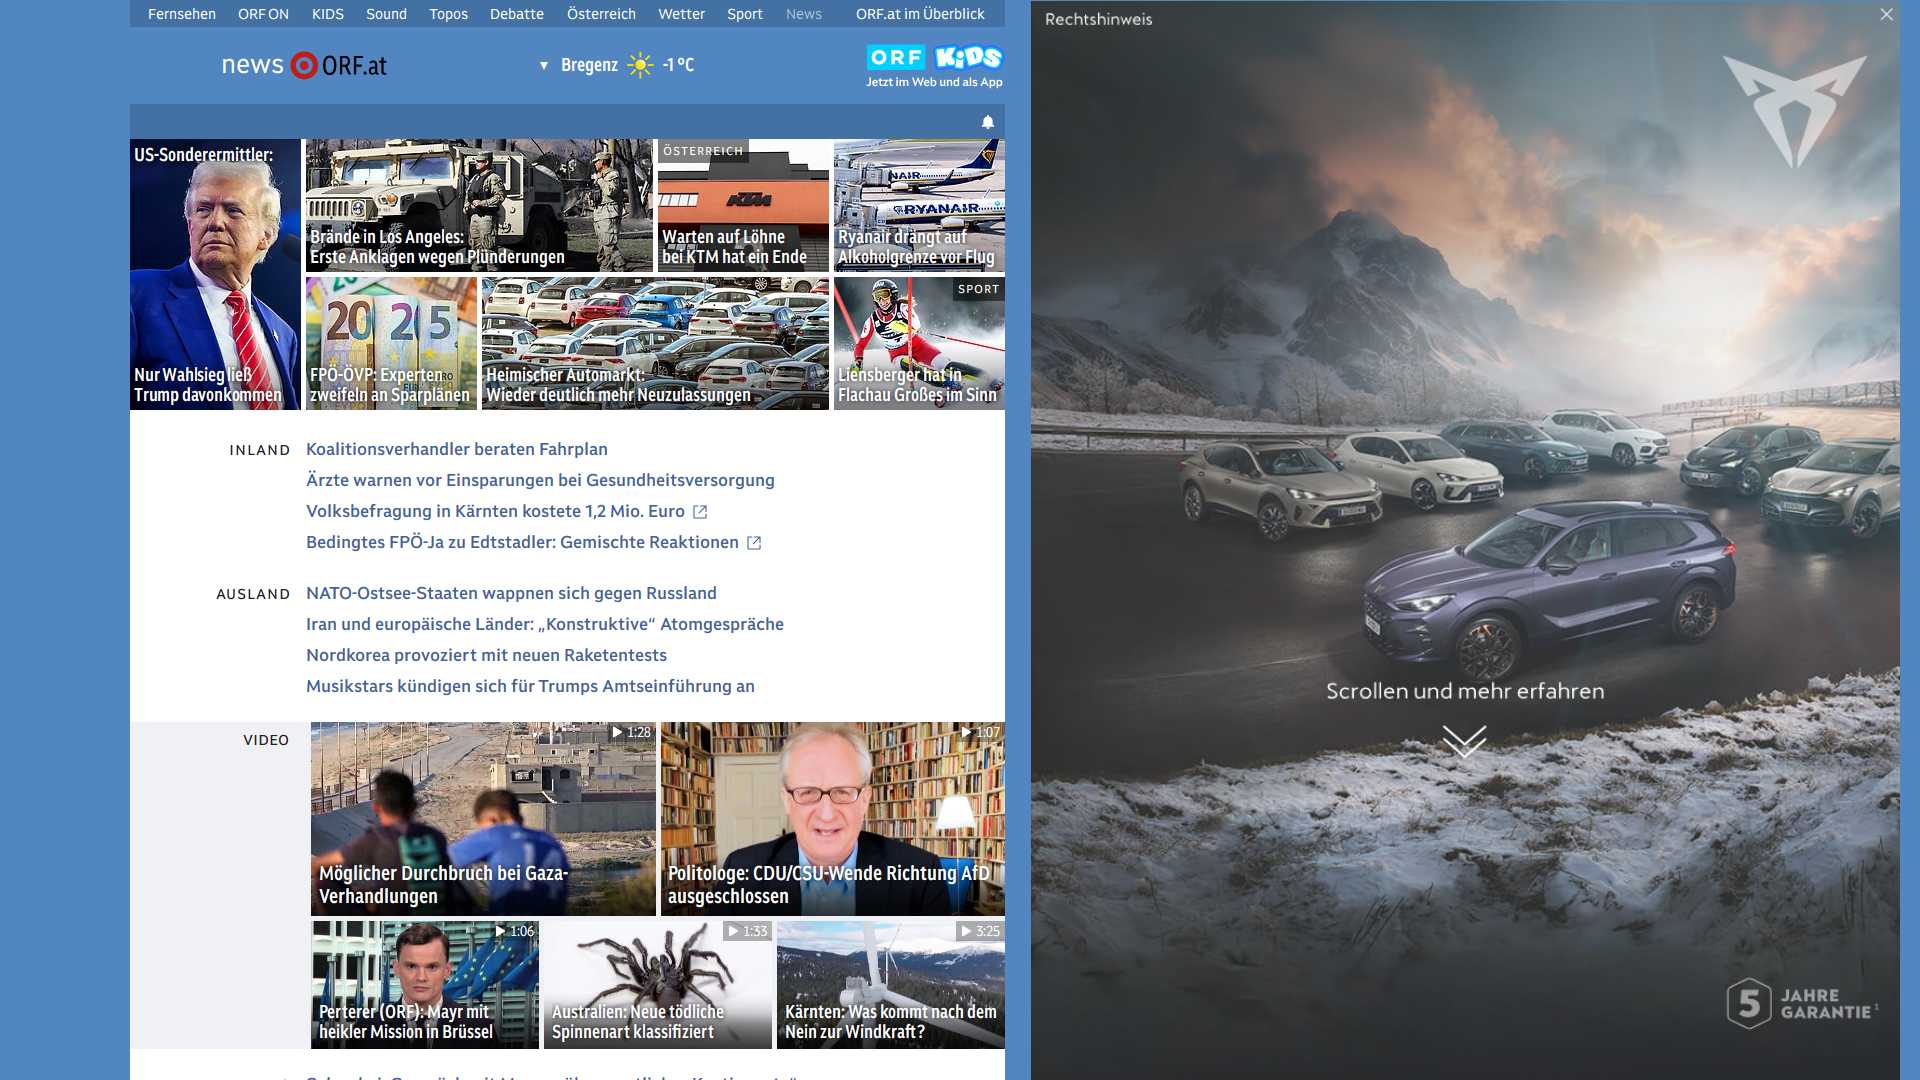 Fernsehen ORF ON KIDS Sound Topos Debatte Österreich Wetter Sport News ORF.at im Überblick
news ORF.at
Bregenz -1 °C
ORF KiDS
Jetzt im Web und als App
US-Sonderermittler:
Nur Wahlsieg ließ
Trump davonkommen
Brände in Los Angeles:
Erste Anklagen wegen Plünderungen
ÖSTERREICH
KTM
Warten auf Löhne
bei KTM hat ein Ende
RYANAIR
Ryanair drängt auf
Alkoholgrenze vor Flug
20 25
FPÖ-ÖVP: Experten
zweifeln an Sparplänen
Heimischer Automarkt:
Wieder deutlich mehr Neuzulassungen
SPORT
Liensberger hat in
Flachau Großes im Sinn
INLAND
Koalitionsverhandler beraten Fahrplan
Ärzte warnen vor Einsparungen bei Gesundheitsversorgung
Volksbefragung in Kärnten kostete 1,2 Mio. Euro
Bedingtes FPÖ-Ja zu Edtstadler: Gemischte Reaktionen
AUSLAND
NATO-Ostsee-Staaten wappnen sich gegen Russland
Iran und europäische Länder: „Konstruktive“ Atomgespräche
Nordkorea provoziert mit neuen Raketentests
Musikstars kündigen sich für Trumps Amtseinführung an
VIDEO
1:28
Möglicher Durchbruch bei Gaza-
Verhandlungen
1:07
Politologe: CDU/CSU-Wende Richtung AfD
ausgeschlossen
1:06
Perterer (ORF): Mayr mit
heikler Mission in Brüssel
1:33
Australien: Neue tödliche
Spinnenart klassifiziert
3:25
Kärnten: Was kommt nach dem
Nein zur Windkraft?
Rechtshinweis
Scrollen und mehr erfahren
5 JAHRE
GARANTIE¹